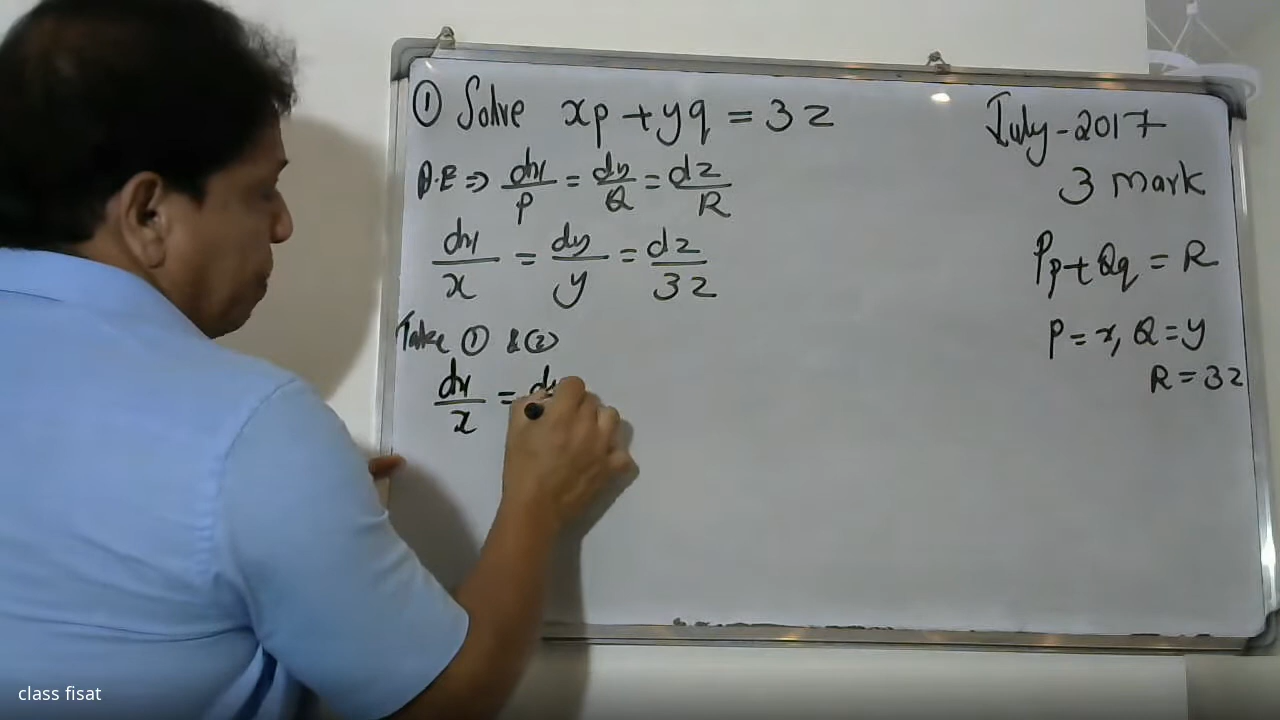 ① Solve xp + yq = 3z
July-2017
3 mark
A.E ⇒ dx/P = dy/Q = dz/R
dx/x = dy/y = dz/3z
Pp + Qq = R
P = x, Q = y
R = 3z
Take ① & ②
dx/x = dy
class fisat